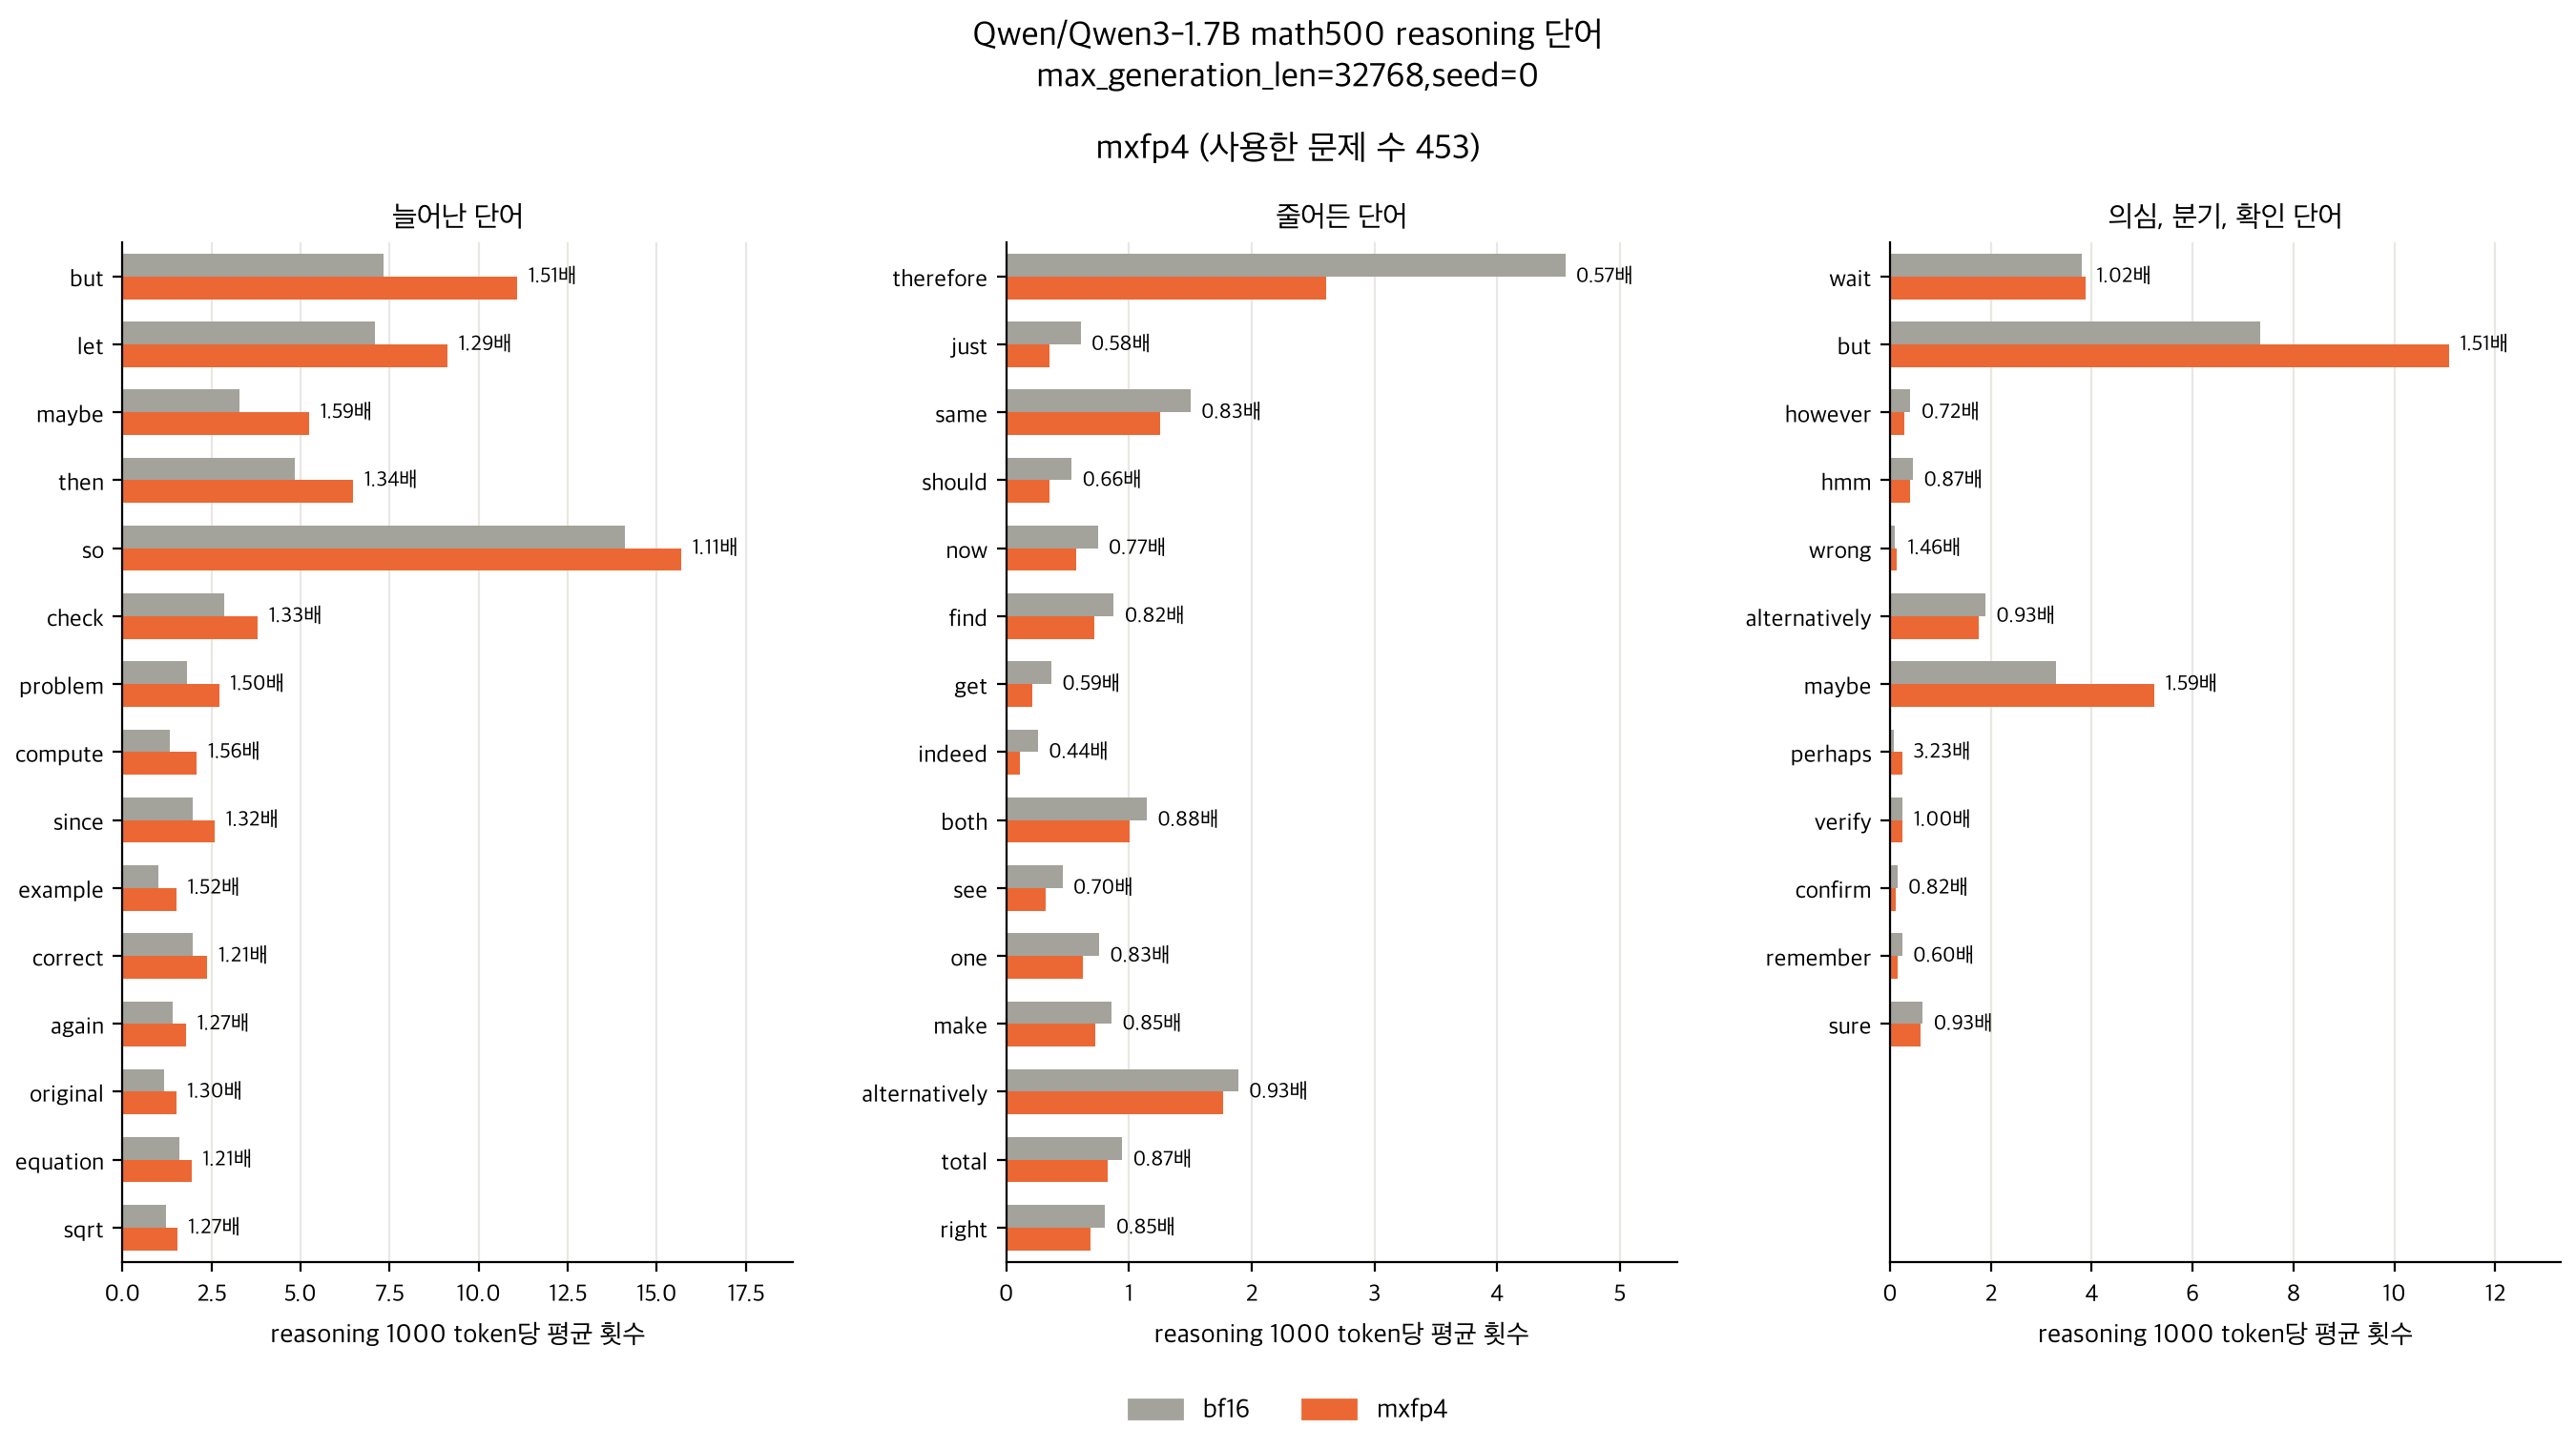 Qwen/Qwen3-1.7B math500 reasoning 단어
max_generation_len=32768,seed=0
mxfp4 (사용한 문제 수 453)
늘어난 단어
but 1.51배
let 1.29배
maybe 1.59배
then 1.34배
so 1.11배
check 1.33배
problem 1.50배
compute 1.56배
since 1.32배
example 1.52배
correct 1.21배
again 1.27배
original 1.30배
equation 1.21배
sqrt 1.27배
0.0 2.5 5.0 7.5 10.0 12.5 15.0 17.5
reasoning 1000 token당 평균 횟수
줄어든 단어
therefore 0.57배
just 0.58배
same 0.83배
should 0.66배
now 0.77배
find 0.82배
get 0.59배
indeed 0.44배
both 0.88배
see 0.70배
one 0.83배
make 0.85배
alternatively 0.93배
total 0.87배
right 0.85배
0 1 2 3 4 5
reasoning 1000 token당 평균 횟수
의심, 분기, 확인 단어
wait 1.02배
but 1.51배
however 0.72배
hmm 0.87배
wrong 1.46배
alternatively 0.93배
maybe 1.59배
perhaps 3.23배
verify 1.00배
confirm 0.82배
remember 0.60배
sure 0.93배
0 2 4 6 8 10 12
reasoning 1000 token당 평균 횟수
bf16 mxfp4